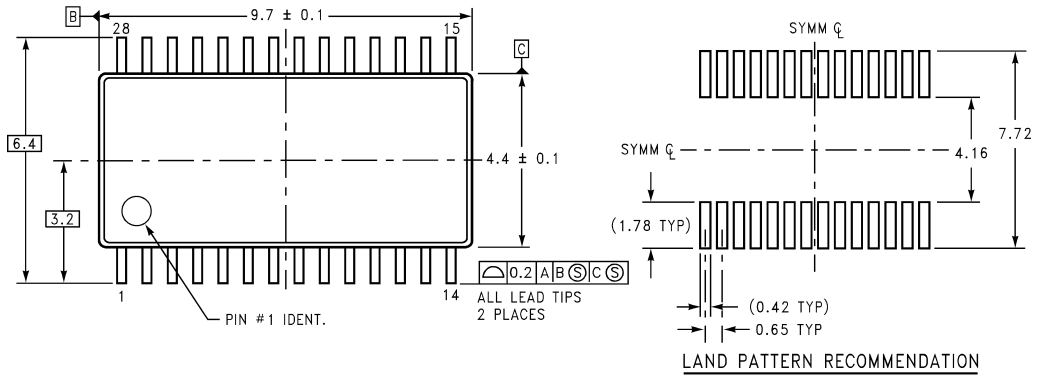 B
9.7 ± 0.1
28
15
C
6.4
3.2
4.4 ± 0.1
1
14
⌓ 0.2 A B Ⓢ C Ⓢ
ALL LEAD TIPS
2 PLACES
PIN #1 IDENT.
SYMM ℄
SYMM ℄
7.72
4.16
(1.78 TYP)
(0.42 TYP)
0.65 TYP
LAND PATTERN RECOMMENDATION